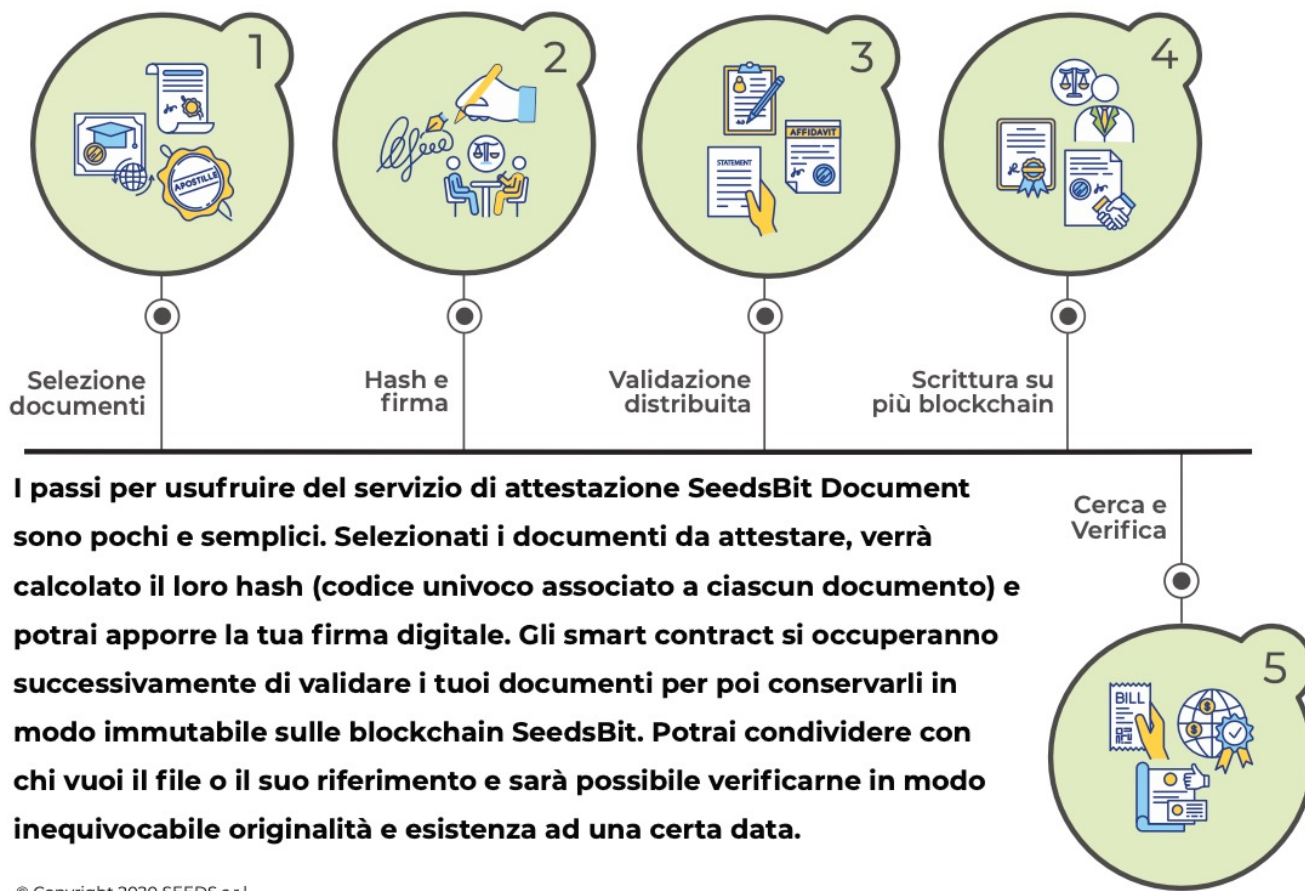 1
2
3
4
APOSTILLE
STATEMENT
AFFIDAVIT
Selezione
documenti
Hash e
firma
Validazione
distribuita
Scrittura su
più blockchain
I passi per usufruire del servizio di attestazione SeedsBit Document
sono pochi e semplici. Selezionati i documenti da attestare, verrà
calcolato il loro hash (codice univoco associato a ciascun documento) e
potrai apporre la tua firma digitale. Gli smart contract si occuperanno
successivamente di validare i tuoi documenti per poi conservarli in
modo immutabile sulle blockchain SeedsBit. Potrai condividere con
chi vuoi il file o il suo riferimento e sarà possibile verificarne in modo
inequivocabile originalità e esistenza ad una certa data.
Cerca e
Verifica
5
BILL
© Copyright 2020 SEEDS s.r.l.